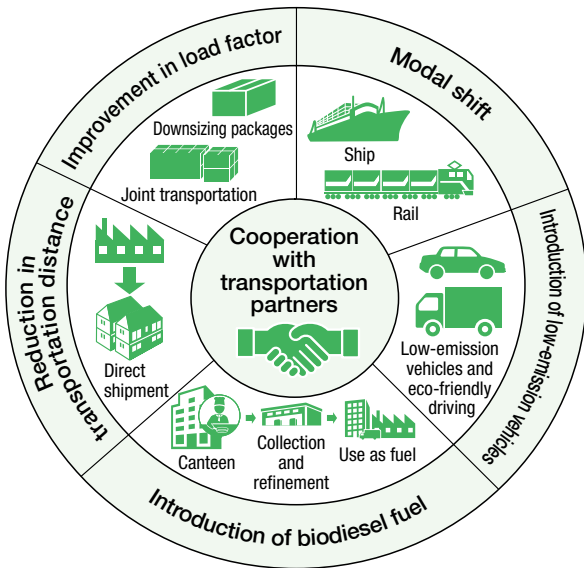 Improvement in load factor
Modal shift
Introduction of low-emission vehicles
Introduction of biodiesel fuel
Reduction in
transportation distance
Downsizing packages
Joint transportation
Ship
Rail
Low-emission
vehicles and
eco-friendly
driving
Canteen
Collection
and
refinement
Use as fuel
Direct
shipment
Cooperation
with
transportation
partners